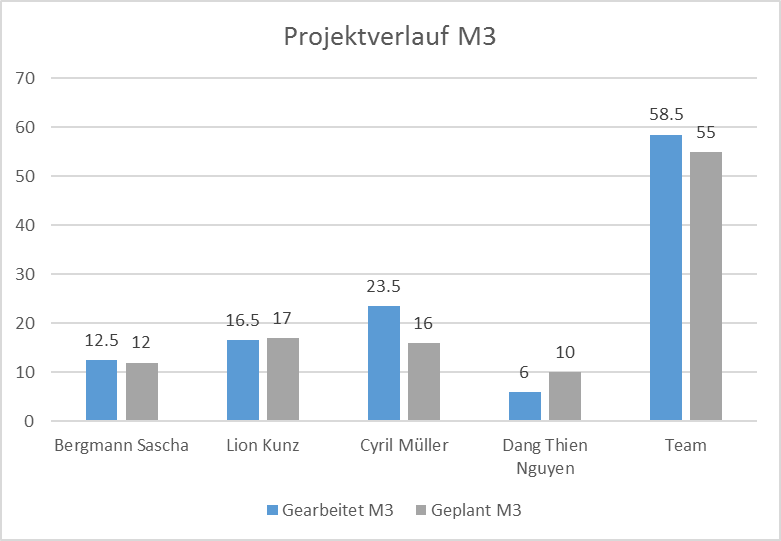 Projektverlauf M3
70
60
50
40
30
20
10
0
12.5
12
16.5
17
23.5
16
6
10
58.5
55
Bergmann Sascha
Lion Kunz
Cyril Müller
Dang Thien
Nguyen
Team
Gearbeitet M3
Geplant M3